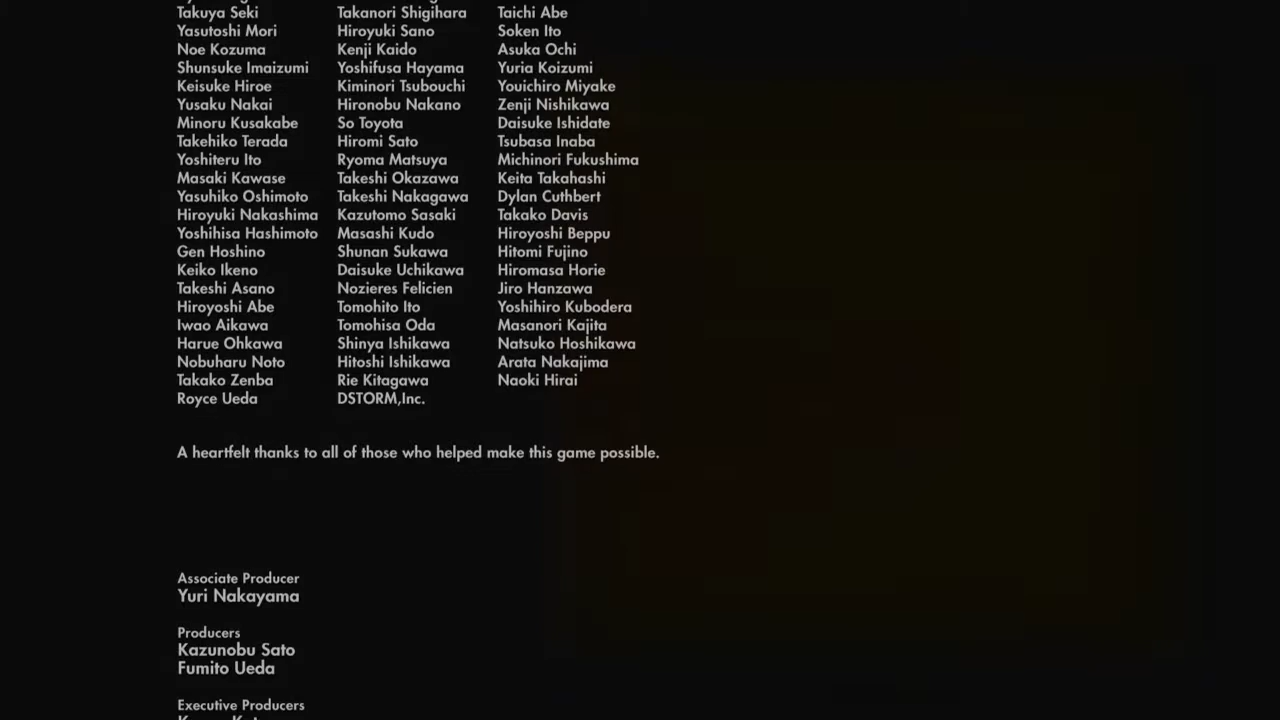 Takuya Seki Takanori Shigihara Taichi Abe
Yasutoshi Mori Hiroyuki Sano Soken Ito
Noe Kozuma Kenji Kaido Asuka Ochi
Shunsuke Imaizumi Yoshifusa Hayama Yuria Koizumi
Keisuke Hiroe Kiminori Tsubouchi Youichiro Miyake
Yusaku Nakai Hironobu Nakano Zenji Nishikawa
Minoru Kusakabe So Toyota Daisuke Ishidate
Takehiko Terada Hiromi Sato Tsubasa Inaba
Yoshiteru Ito Ryoma Matsuya Michinori Fukushima
Masaki Kawase Takeshi Okazawa Keita Takahashi
Yasuhiko Oshimoto Takeshi Nakagawa Dylan Cuthbert
Hiroyuki Nakashima Kazutomo Sasaki Takako Davis
Yoshihisa Hashimoto Masashi Kudo Hiroyoshi Beppu
Gen Hoshino Shunan Sukawa Hitomi Fujino
Keiko Ikeno Daisuke Uchikawa Hiromasa Horie
Takeshi Asano Nozieres Felicien Jiro Hanzawa
Hiroyoshi Abe Tomohito Ito Yoshihiro Kubodera
Iwao Aikawa Tomohisa Oda Masanori Kajita
Harue Ohkawa Shinya Ishikawa Natsuko Hoshikawa
Nobuharu Noto Hitoshi Ishikawa Arata Nakajima
Takako Zenba Rie Kitagawa Naoki Hirai
Royce Ueda DSTORM,Inc.
A heartfelt thanks to all of those who helped make this game possible.
Associate Producer
Yuri Nakayama
Producers
Kazunobu Sato
Fumito Ueda
Executive Producers